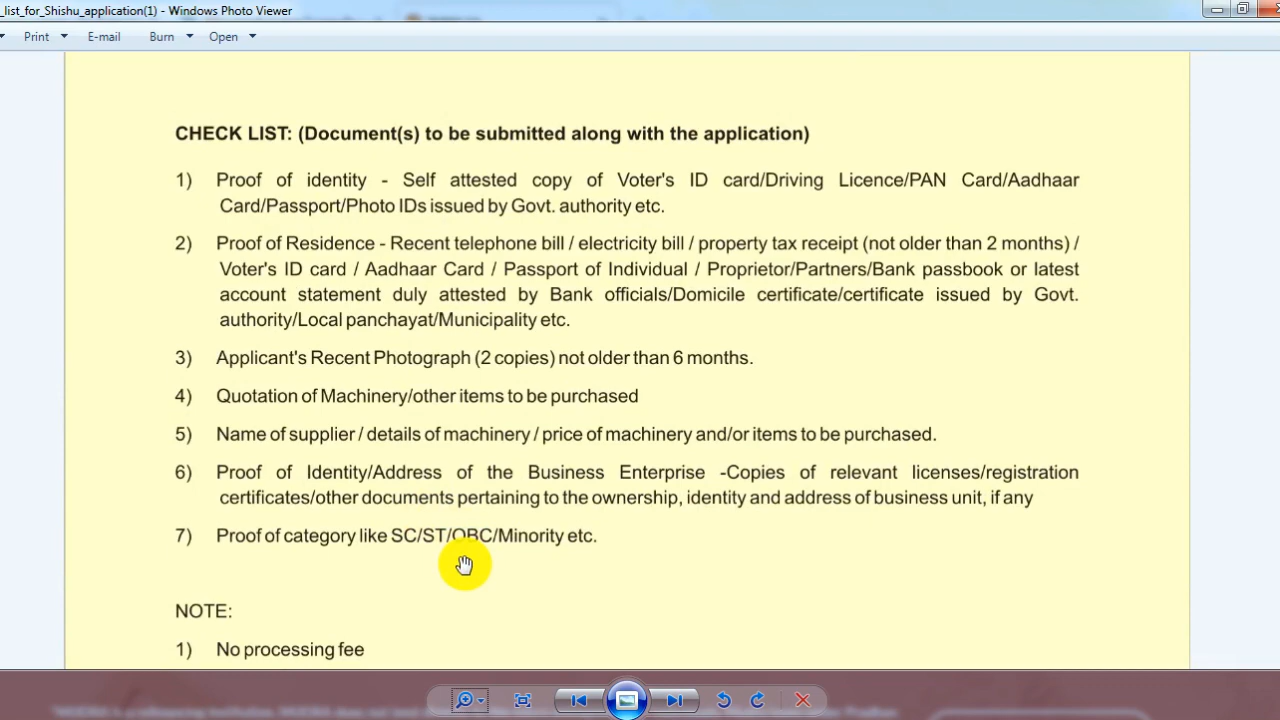 _list_for_Shishu_application(1) - Windows Photo Viewer
Print E-mail Burn Open
CHECK LIST: (Document(s) to be submitted along with the application)
1) Proof of identity - Self attested copy of Voter's ID card/Driving Licence/PAN Card/Aadhaar
Card/Passport/Photo IDs issued by Govt. authority etc.
2) Proof of Residence - Recent telephone bill / electricity bill / property tax receipt (not older than 2 months) /
Voter's ID card / Aadhaar Card / Passport of Individual / Proprietor/Partners/Bank passbook or latest
account statement duly attested by Bank officials/Domicile certificate/certificate issued by Govt.
authority/Local panchayat/Municipality etc.
3) Applicant's Recent Photograph (2 copies) not older than 6 months.
4) Quotation of Machinery/other items to be purchased
5) Name of supplier / details of machinery / price of machinery and/or items to be purchased.
6) Proof of Identity/Address of the Business Enterprise -Copies of relevant licenses/registration
certificates/other documents pertaining to the ownership, identity and address of business unit, if any
7) Proof of category like SC/ST/OBC/Minority etc.
NOTE:
1) No processing fee